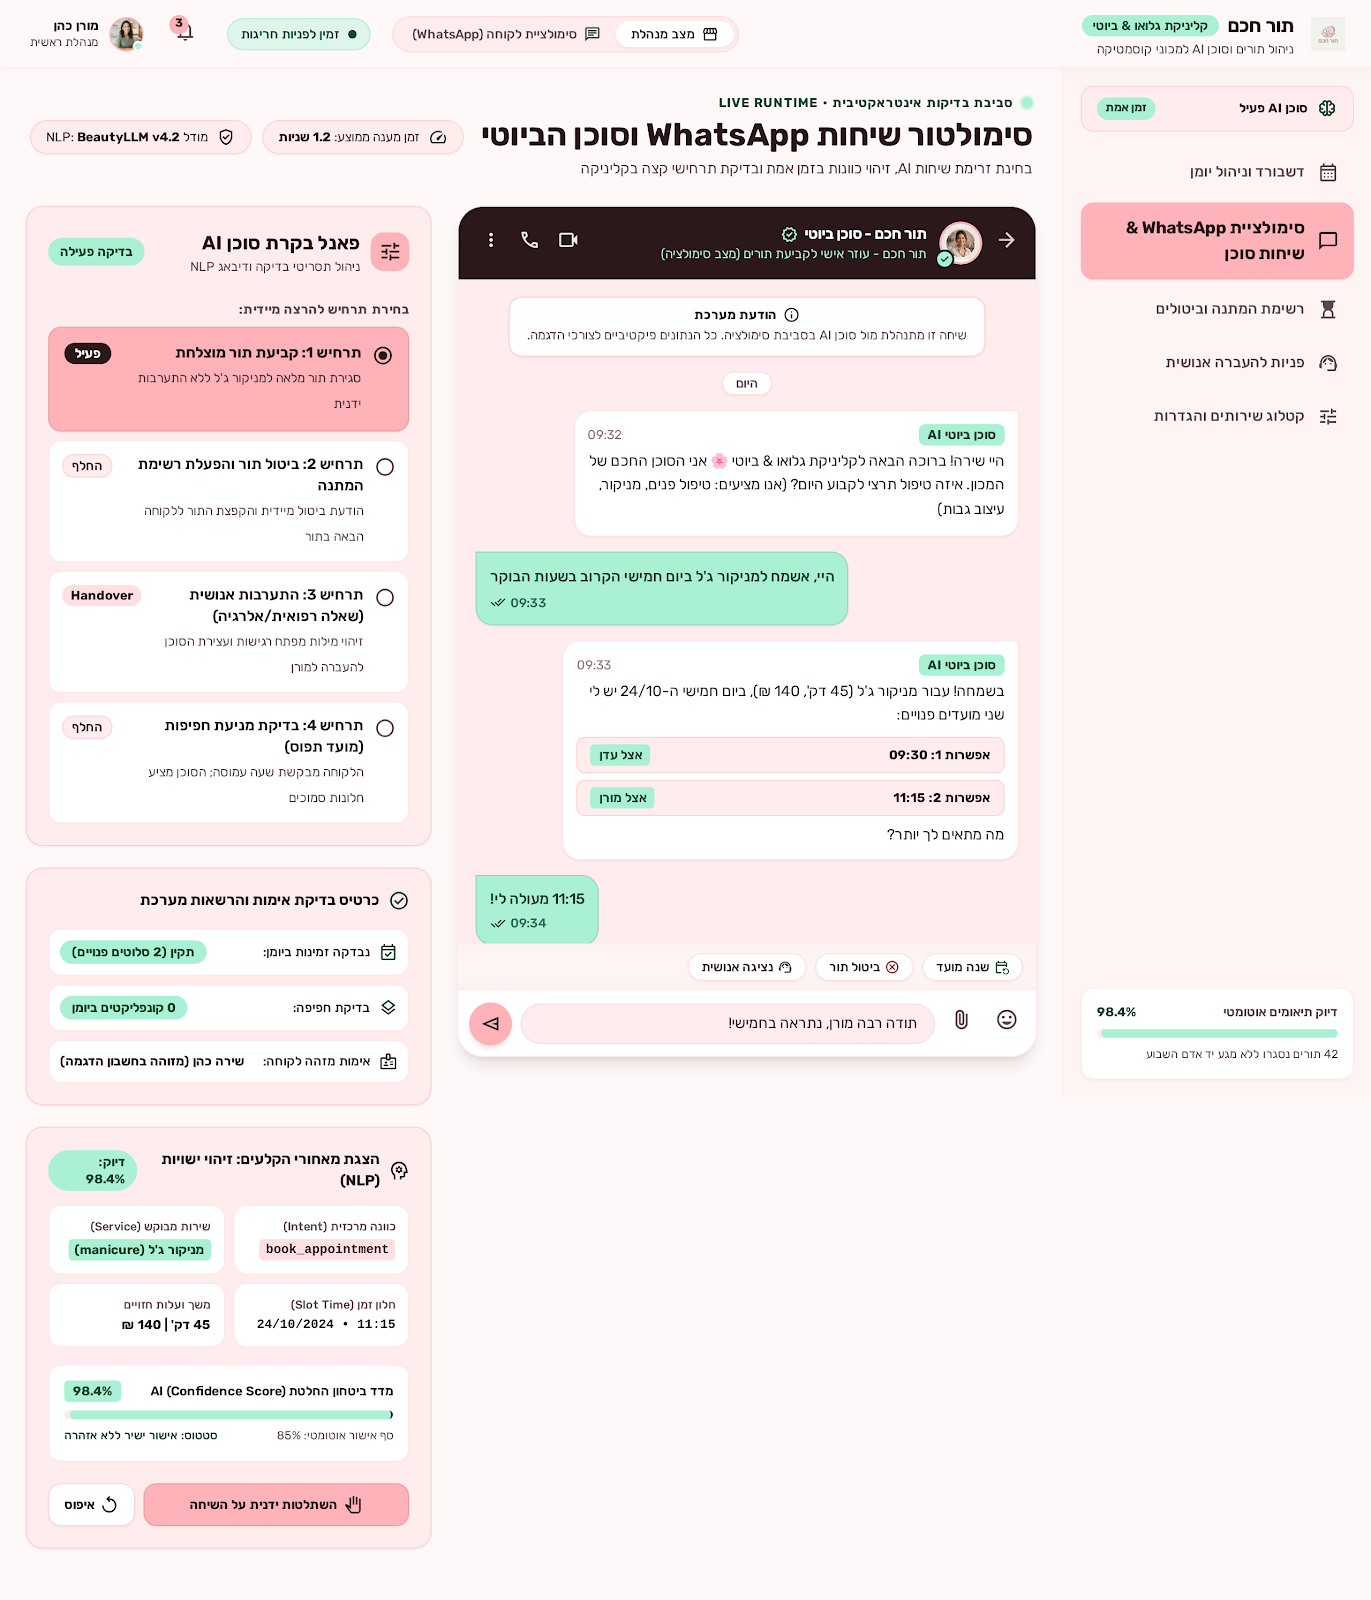 תור חכם
קליניקת גלואו & ביוטי
ניהול תורים וסוכן AI למכוני קוסמטיקה
תור חכם
מצב מנהלת
סימולציית לקוחה (WhatsApp)
זמין לפניות חריגות
3
מורן כהן
מנהלת ראשית
סוכן AI פעיל
זמן אמת
דשבורד וניהול יומן
סימולציית WhatsApp &
שיחות סוכן
רשימת המתנה וביטולים
פניות להעברה אנושית
קטלוג שירותים והגדרות
דיוק תיאומים אוטומטי
98.4%
42 תורים נסגרו ללא מגע יד אדם השבוע
סביבת בדיקות אינטראקטיבית • LIVE RUNTIME
סימולטור שיחות WhatsApp וסוכן הביוטי
בחינת זרימת שיחות AI, זיהוי כוונות בזמן אמת ובדיקת תרחישי קצה בקליניקה
זמן מענה ממוצע: 1.2 שניות
מודל NLP: BeautyLLM v4.2
תור חכם - סוכן ביוטי
תור חכם - עוזר אישי לקביעת תורים (מצב סימולציה)
הודעת מערכת
שיחה זו מתנהלת מול סוכן AI בסביבת סימולציה. כל הנתונים פיקטיביים לצורכי הדגמה.
היום
סוכן ביוטי AI
09:32
היי שירה! ברוכה הבאה לקליניקת גלואו & ביוטי 🌸 אני הסוכן החכם של
המכון. איזה טיפול תרצי לקבוע היום? (אנו מציעים: טיפול פנים, מניקור,
עיצוב גבות)
היי, אשמח למניקור ג'ל ביום חמישי הקרוב בשעות הבוקר
09:33
סוכן ביוטי AI
09:33
בשמחה! עבור מניקור ג'ל (45 דק', 140 ₪), ביום חמישי ה-24/10 יש לי
שני מועדים פנויים:
אפשרות 1: 09:30
אצל עדן
אפשרות 2: 11:15
אצל מורן
מה מתאים לך יותר?
11:15 מעולה לי!
09:34
שנה מועד
ביטול תור
נציגה אנושית
תודה רבה מורן, נתראה בחמישי!
פאנל בקרת סוכן AI
ניהול תסריטי בדיקה ודיבאג NLP
בדיקה פעילה
בחירת תרחיש להרצה מיידית:
תרחיש 1: קביעת תור מוצלחת
פעיל
סגירת תור מלאה למניקור ג'ל ללא התערבות
ידנית
תרחיש 2: ביטול תור והפעלת רשימת
המתנה
החלף
הודעת ביטול מיידית והקפצת התור ללקוחה
הבאה בתור
תרחיש 3: התערבות אנושית
(שאלה רפואית/אלרגיה)
Handover
זיהוי מילות מפתח רגישות ועצירת הסוכן
להעברה למורן
תרחיש 4: בדיקת מניעת חפיפות
(מועד תפוס)
החלף
הלקוחה מבקשת שעה עמוסה; הסוכן מציע
חלונות סמוכים
כרטיס בדיקת אימות והרשאות מערכת
נבדקה זמינות ביומן:
תקין (2 סלוטים פנויים)
בדיקת חפיפה:
0 קונפליקטים ביומן
אימות מזהה לקוחה:
שירה כהן (מזוהה בחשבון הדגמה)
הצגת מאחורי הקלעים: זיהוי ישויות
(NLP)
דיוק:
98.4%
כוונה מרכזית (Intent)
book_appointment
שירות מבוקש (Service)
מניקור ג'ל (manicure)
חלון זמן (Slot Time)
24/10/2024 • 11:15
משך ועלות חזויים
45 דק' | 140 ₪
מדד ביטחון החלטת AI (Confidence Score)
98.4%
סף אישור אוטומטי: 85%
סטטוס: אישור ישיר ללא אזהרה
השתלטות ידנית על השיחה
איפוס